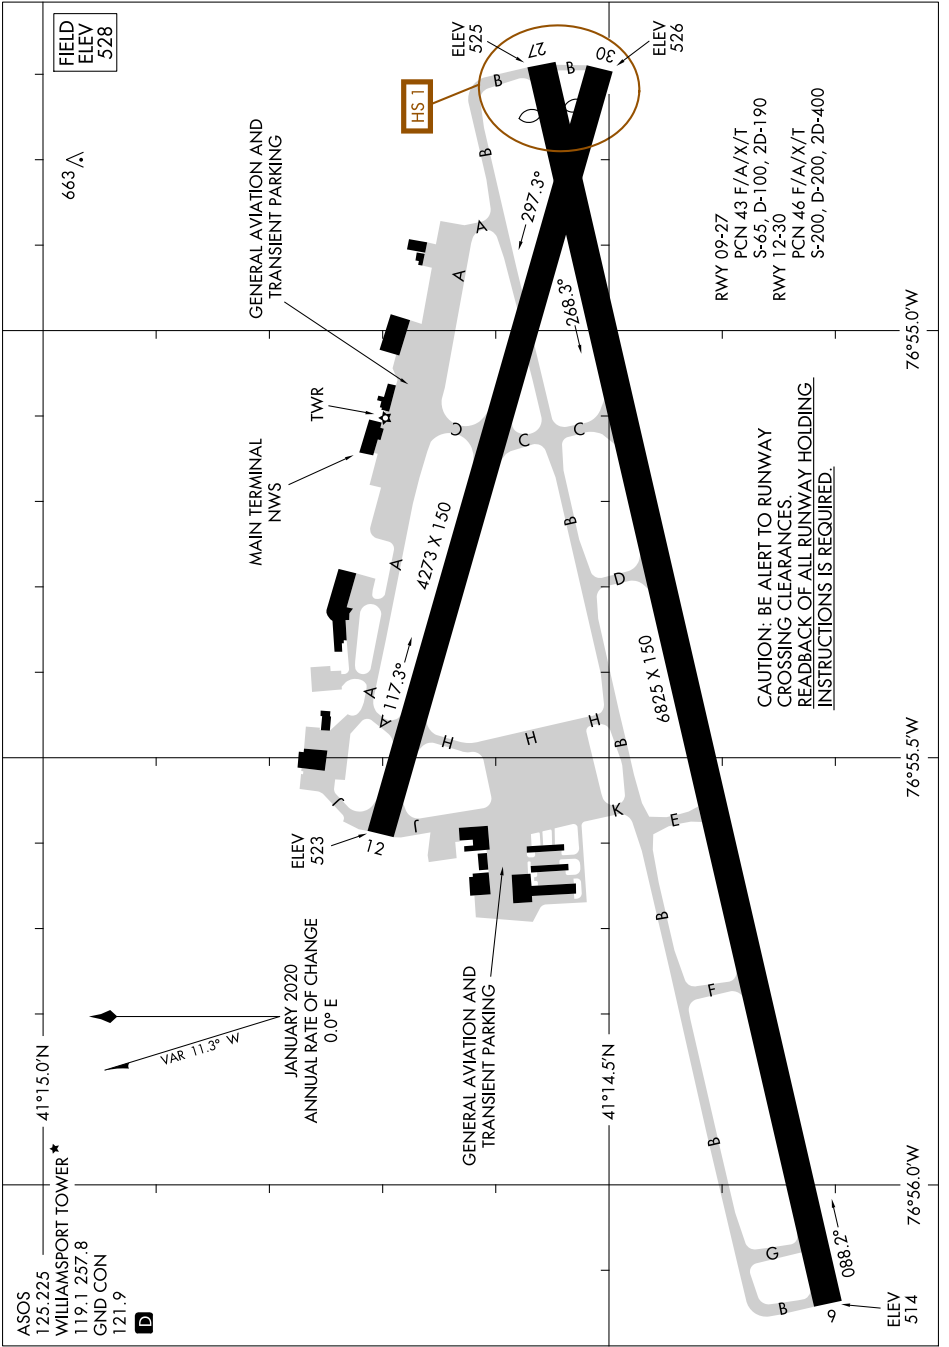 ASOS
125.225
WILLIAMSPORT TOWER ★
119.1 257.8
GND CON
121.9
D
FIELD
ELEV
528
663
41°15.0'N
VAR 11.3° W
JANUARY 2020
ANNUAL RATE OF CHANGE
0.0° E
MAIN TERMINAL
NWS
TWR
GENERAL AVIATION AND
TRANSIENT PARKING
HS 1
ELEV
525
27
ELEV
526
30
B
B
B
A
A
297.3°
268.3°
C
C
C
A
4273 X 150
B
D
A
A
117.3°
H
H
H
B
J
J
ELEV
523
12
K
E
6825 X 150
B
F
GENERAL AVIATION AND
TRANSIENT PARKING
41°14.5'N
B
G
B
088.2°
9
ELEV
514
RWY 09-27
PCN 43 F/A/X/T
S-65, D-100, 2D-190
RWY 12-30
PCN 46 F/A/X/T
S-200, D-200, 2D-400
CAUTION: BE ALERT TO RUNWAY
CROSSING CLEARANCES.
READBACK OF ALL RUNWAY HOLDING
INSTRUCTIONS IS REQUIRED.
76°56.0'W
76°55.5'W
76°55.0'W